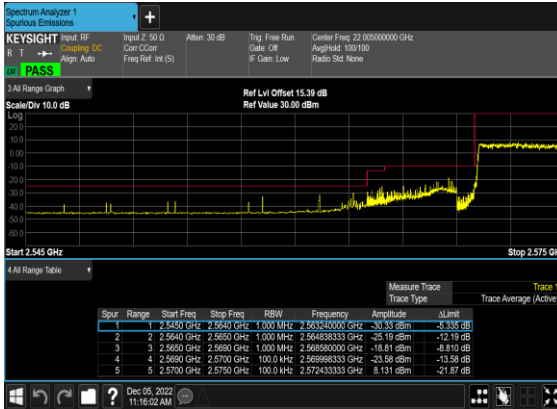 Spectrum Analyzer 1
Spurious Emissions
+
KEYSIGHT Input: RF Input Z: 50 Ω Atten: 30 dB Trig: Free Run Center Freq: 22.005000000 GHz
R T Coupling: DC Corr CCorr Gate: Off Avg|Hold: 100/100
Align: Auto Freq Ref: Int (S) IF Gain: Low Radio Std: None
PASS
3 All Range Graph
Ref Lvl Offset 15.39 dB
Scale/Div 10.0 dB Ref Value 30.00 dBm
Log
20.0
10.0
0.00
-10.0
-20.0
-30.0
-40.0
-50.0
-60.0
Start 2.545 GHz Stop 2.575 GH
4 All Range Table
Measure Trace Trace 1
Trace Type Trace Average (Active
Spur Range Start Freq Stop Freq RBW Frequency Amplitude ΔLimit
1 1 2.5450 GHz 2.5640 GHz 1.000 MHz 2.563240000 GHz -30.33 dBm -5.335 dB
2 2 2.5640 GHz 2.5650 GHz 1.000 MHz 2.564838333 GHz -25.19 dBm -12.19 dB
3 3 2.5650 GHz 2.5690 GHz 1.000 MHz 2.568580000 GHz -18.81 dBm -8.810 dB
4 4 2.5690 GHz 2.5700 GHz 100.0 kHz 2.569998333 GHz -23.58 dBm -13.58 dB
5 5 2.5700 GHz 2.5750 GHz 100.0 kHz 2.572433333 GHz 8.131 dBm -21.87 dB
?
Dec 05, 2022
11:16:02 AM